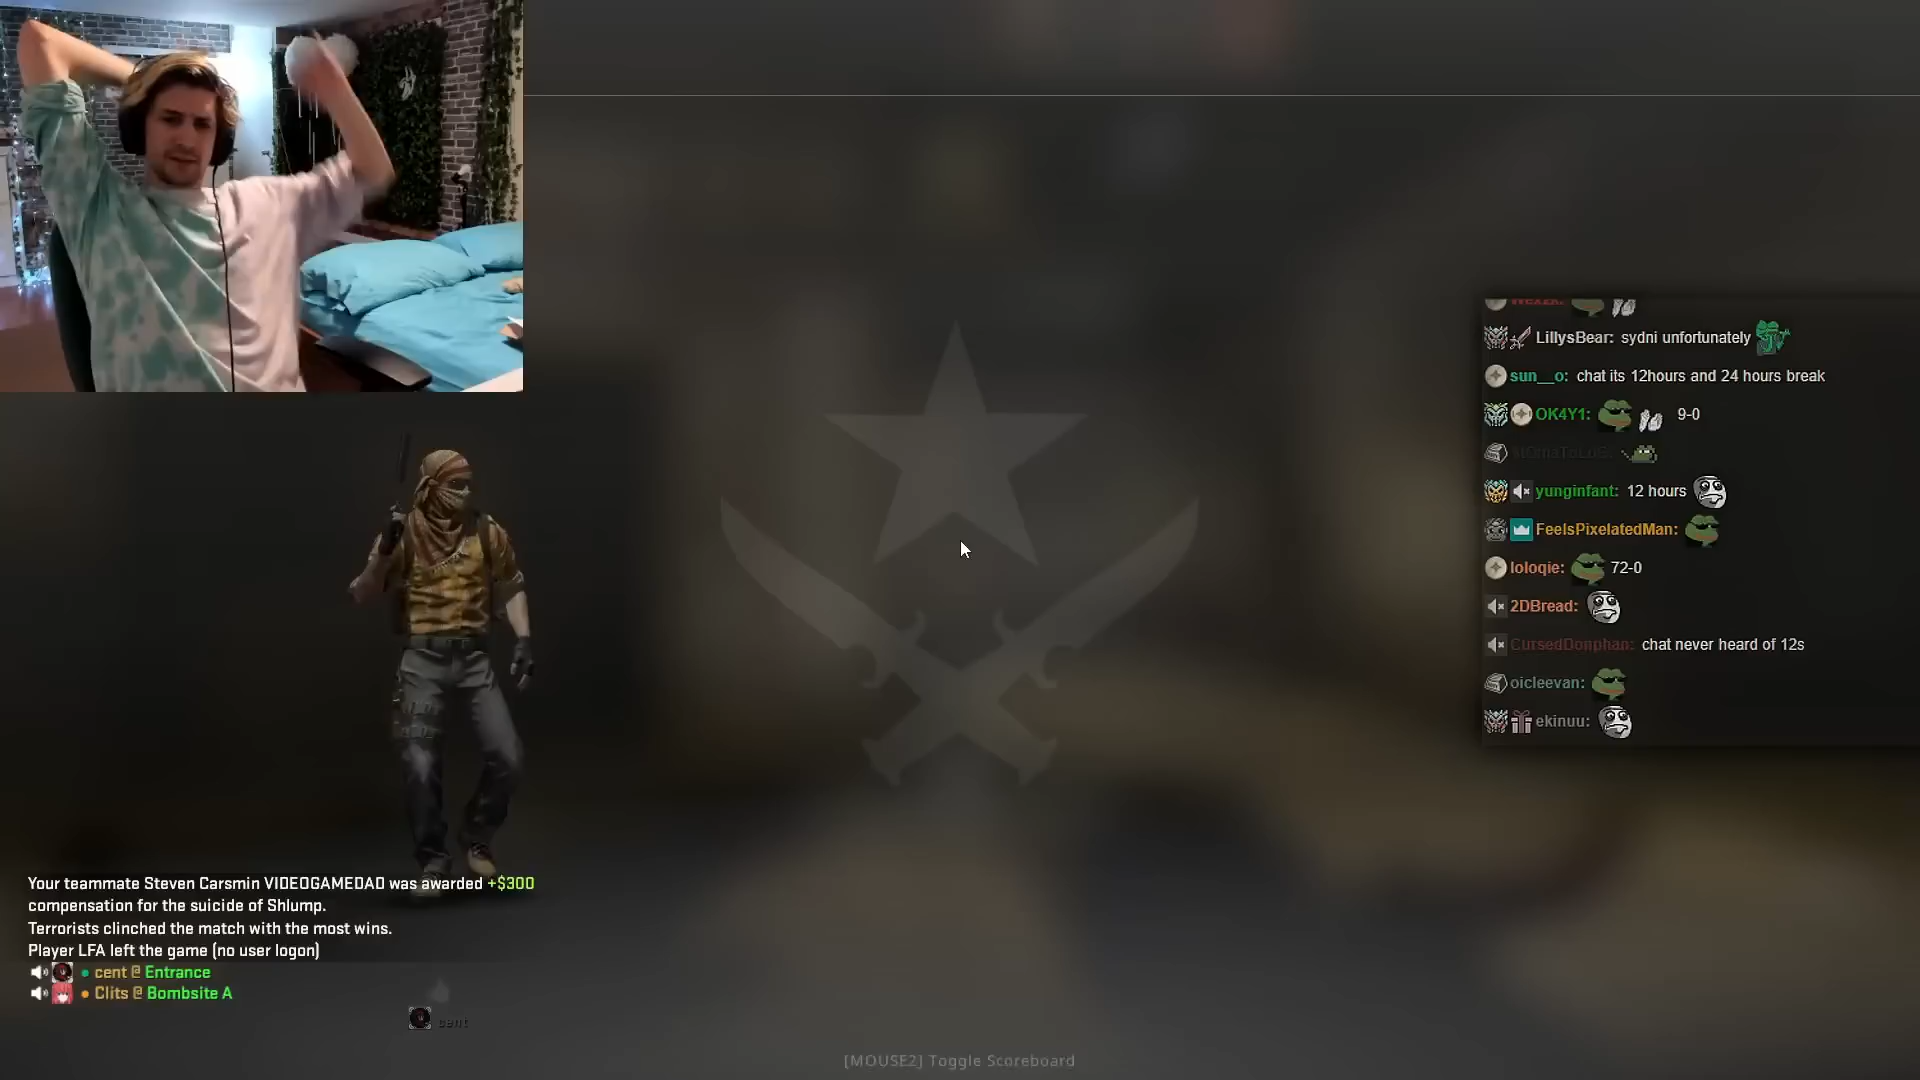 LillysBear: sydni unfortunately
sun__o: chat its 12hours and 24 hours break
OK4Y1: 9-0
yunginfant: 12 hours
FeelsPixelatedMan:
loloqie: 72-0
2DBread:
CursedDonphan: chat never heard of 12s
oicleevan:
ekinuu:
Your teammate Steven Carsmin VIDEOGAMEDAD was awarded +$300
compensation for the suicide of Shlump.
Terrorists clinched the match with the most wins.
Player LFA left the game (no user logon)
cent @ Entrance
Clits @ Bombsite A
cent
[MOUSE2] Toggle Scoreboard